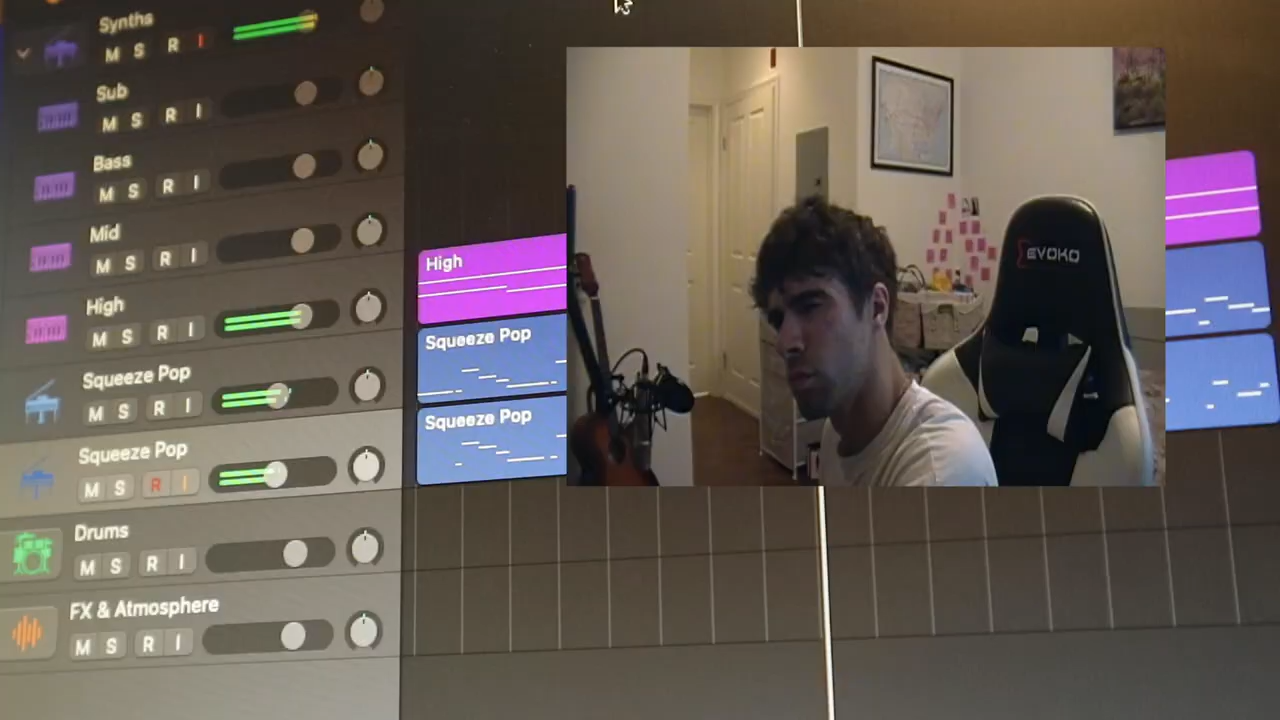 Synths
M S R I
Sub
M S R I
Bass
M S R I
Mid
M S R I
High
M S R I
Squeeze Pop
M S R I
Squeeze Pop
M S R I
Drums
M S R I
FX & Atmosphere
M S R I
High
Squeeze Pop
Squeeze Pop
EVOKO